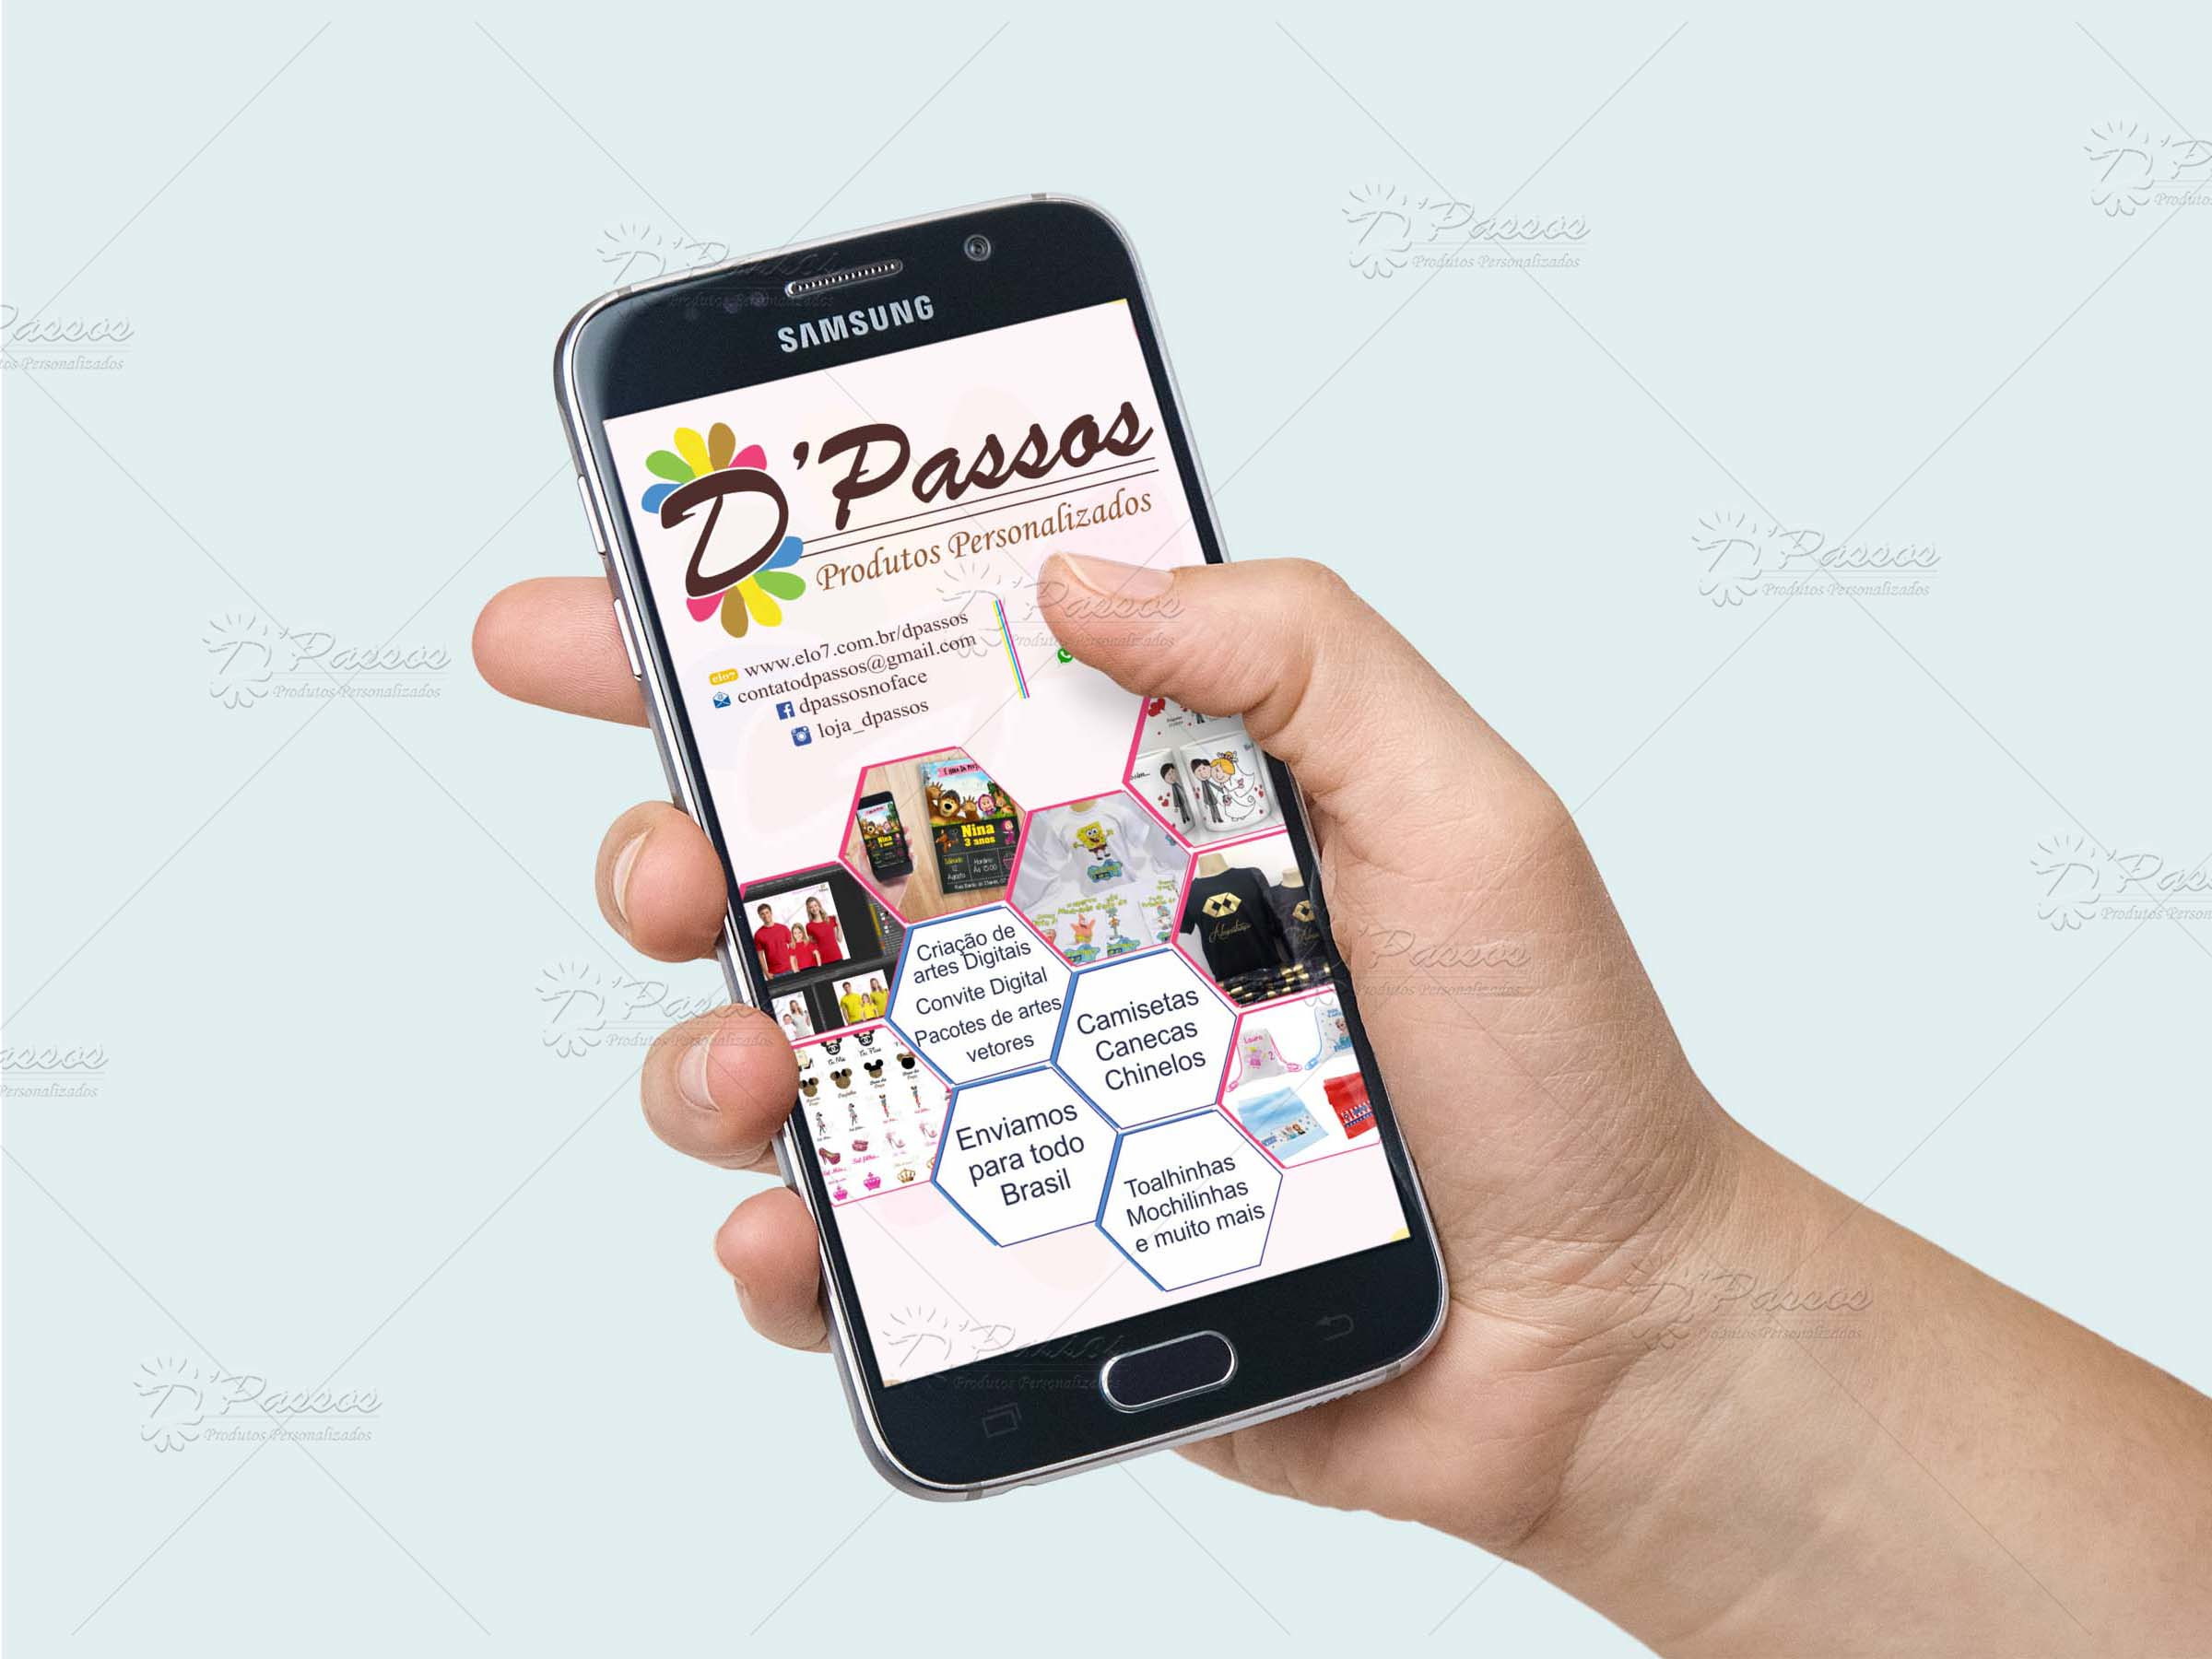 SAMSUNG
D'Passos
Produtos Personalizados
elo7 www.elo7.com.br/dpassos
contatodpassos@gmail.com
dpassosnoface
loja_dpassos
Nina
3 anos
Criação de
artes Digitais
Convite Digital
Pacotes de artes
vetores
Camisetas
Canecas
Chinelos
Enviamos
para todo
Brasil
Toalhinhas
Mochilinhas
e muito mais
D'Passos
Produtos Personalizados